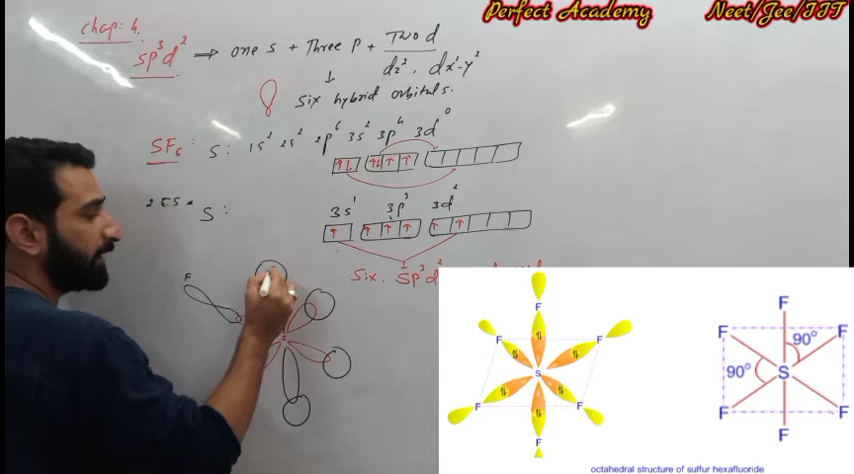 Perfect Academy Neet/Jee/IIT
Chap: 4.
sp³d² ⟹ one s + Three p + Two d
dz². dx²-y²
↓
Six hybrid orbitals.
SF₆ : S: 1s² 2s² 2p⁶ 3s² 3p⁴ 3d⁰
2 E.S S: 3s¹ 3p³ 3d²
Six. sp³d²
F
F
F
F
S
F
F
F
F
F
90°
F
90°
S
F
F
F
octahedral structure of sulfur hexafluoride